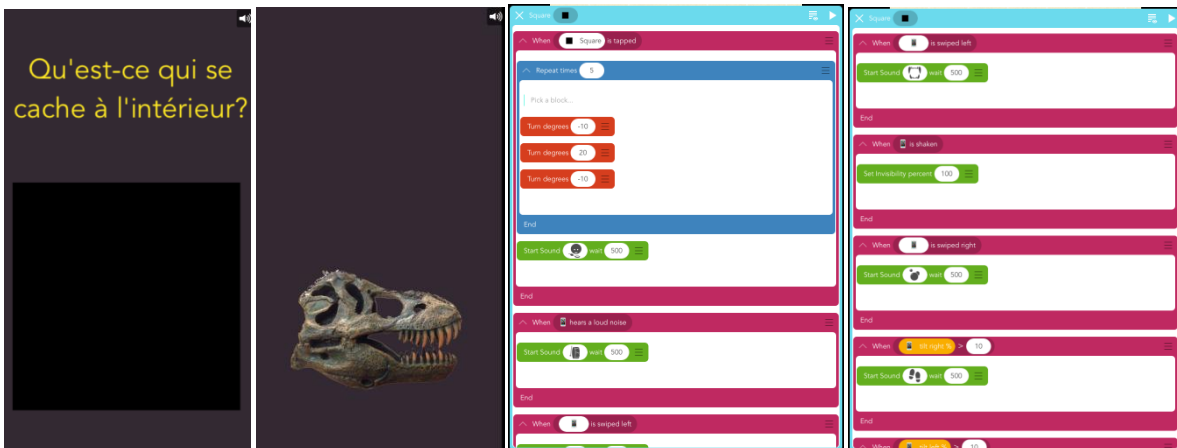 Qu'est-ce qui se
cache à l'intérieur?
Square
When Square is tapped
Repeat times 5
Pick a block...
Turn degrees -10
Turn degrees 20
Turn degrees -10
End
Start Sound wait 500
End
When hears a loud noise
Start Sound wait 500
End
When is swiped left
Square
When is swiped left
Start Sound wait 500
End
When is shaken
Set Invisibility percent 100
End
When is swiped right
Start Sound wait 500
End
When tilt right % > 10
Start Sound wait 500
End
When tilt left % > 10